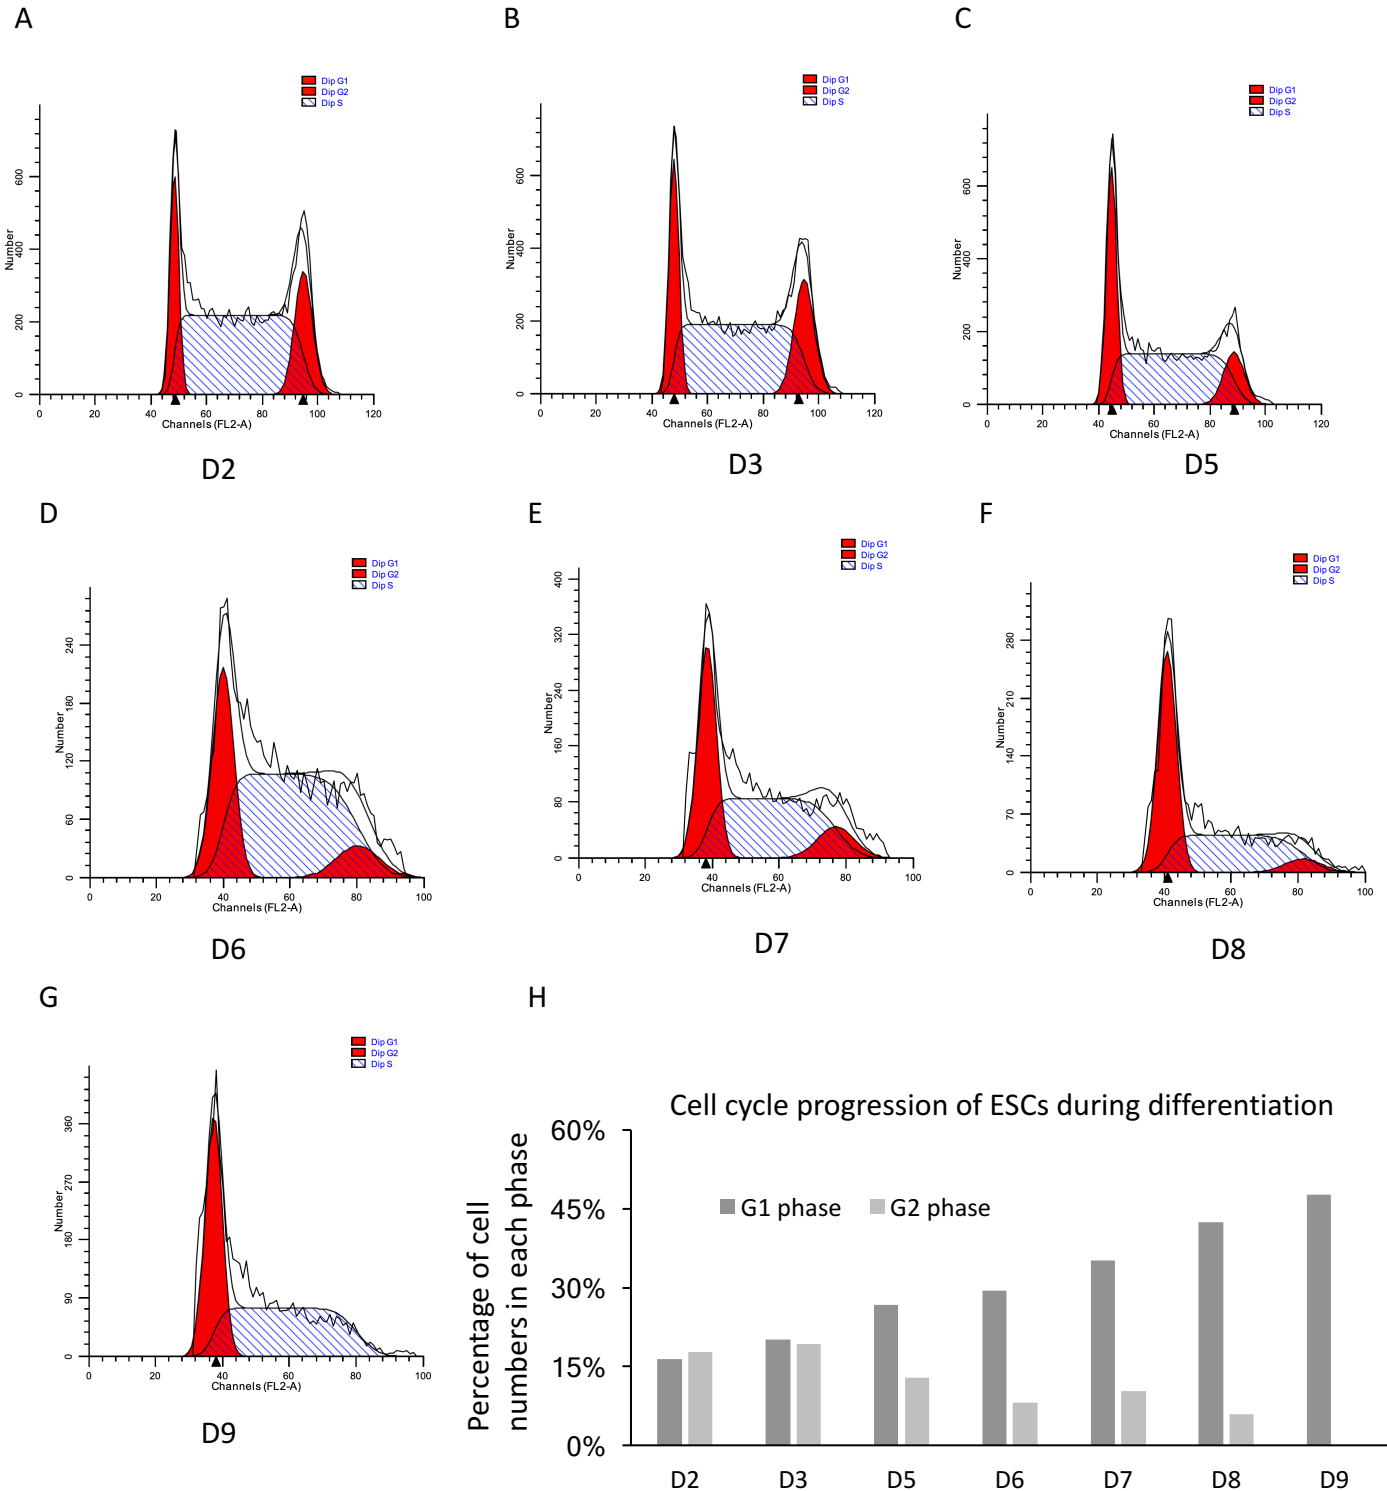 A
Dip G1
Dip G2
Dip S
Number
600
400
200
0
0 20 40 60 80 100 120
Channels (FL2-A)
D2
B
Dip G1
Dip G2
Dip S
Number
600
400
200
0
0 20 40 60 80 100 120
Channels (FL2-A)
D3
C
Dip G1
Dip G2
Dip S
Number
600
400
200
0
0 20 40 60 80 100 120
Channels (FL2-A)
D5
D
Dip G1
Dip G2
Dip S
Number
240
180
120
60
0
0 20 40 60 80 100
Channels (FL2-A)
D6
E
Dip G1
Dip G2
Dip S
Number
400
320
240
160
80
0
0 20 40 60 80 100
Channels (FL2-A)
D7
F
Dip G1
Dip G2
Dip S
Number
280
210
140
70
0
0 20 40 60 80 100
Channels (FL2-A)
D8
G
Dip G1
Dip G2
Dip S
Number
360
270
180
90
0
0 20 40 60 80 100
Channels (FL2-A)
D9
H
Cell cycle progression of ESCs during differentiation
Percentage of cell
numbers in each phase
60%
45%
30%
15%
0%
G1 phase G2 phase
D2 D3 D5 D6 D7 D8 D9